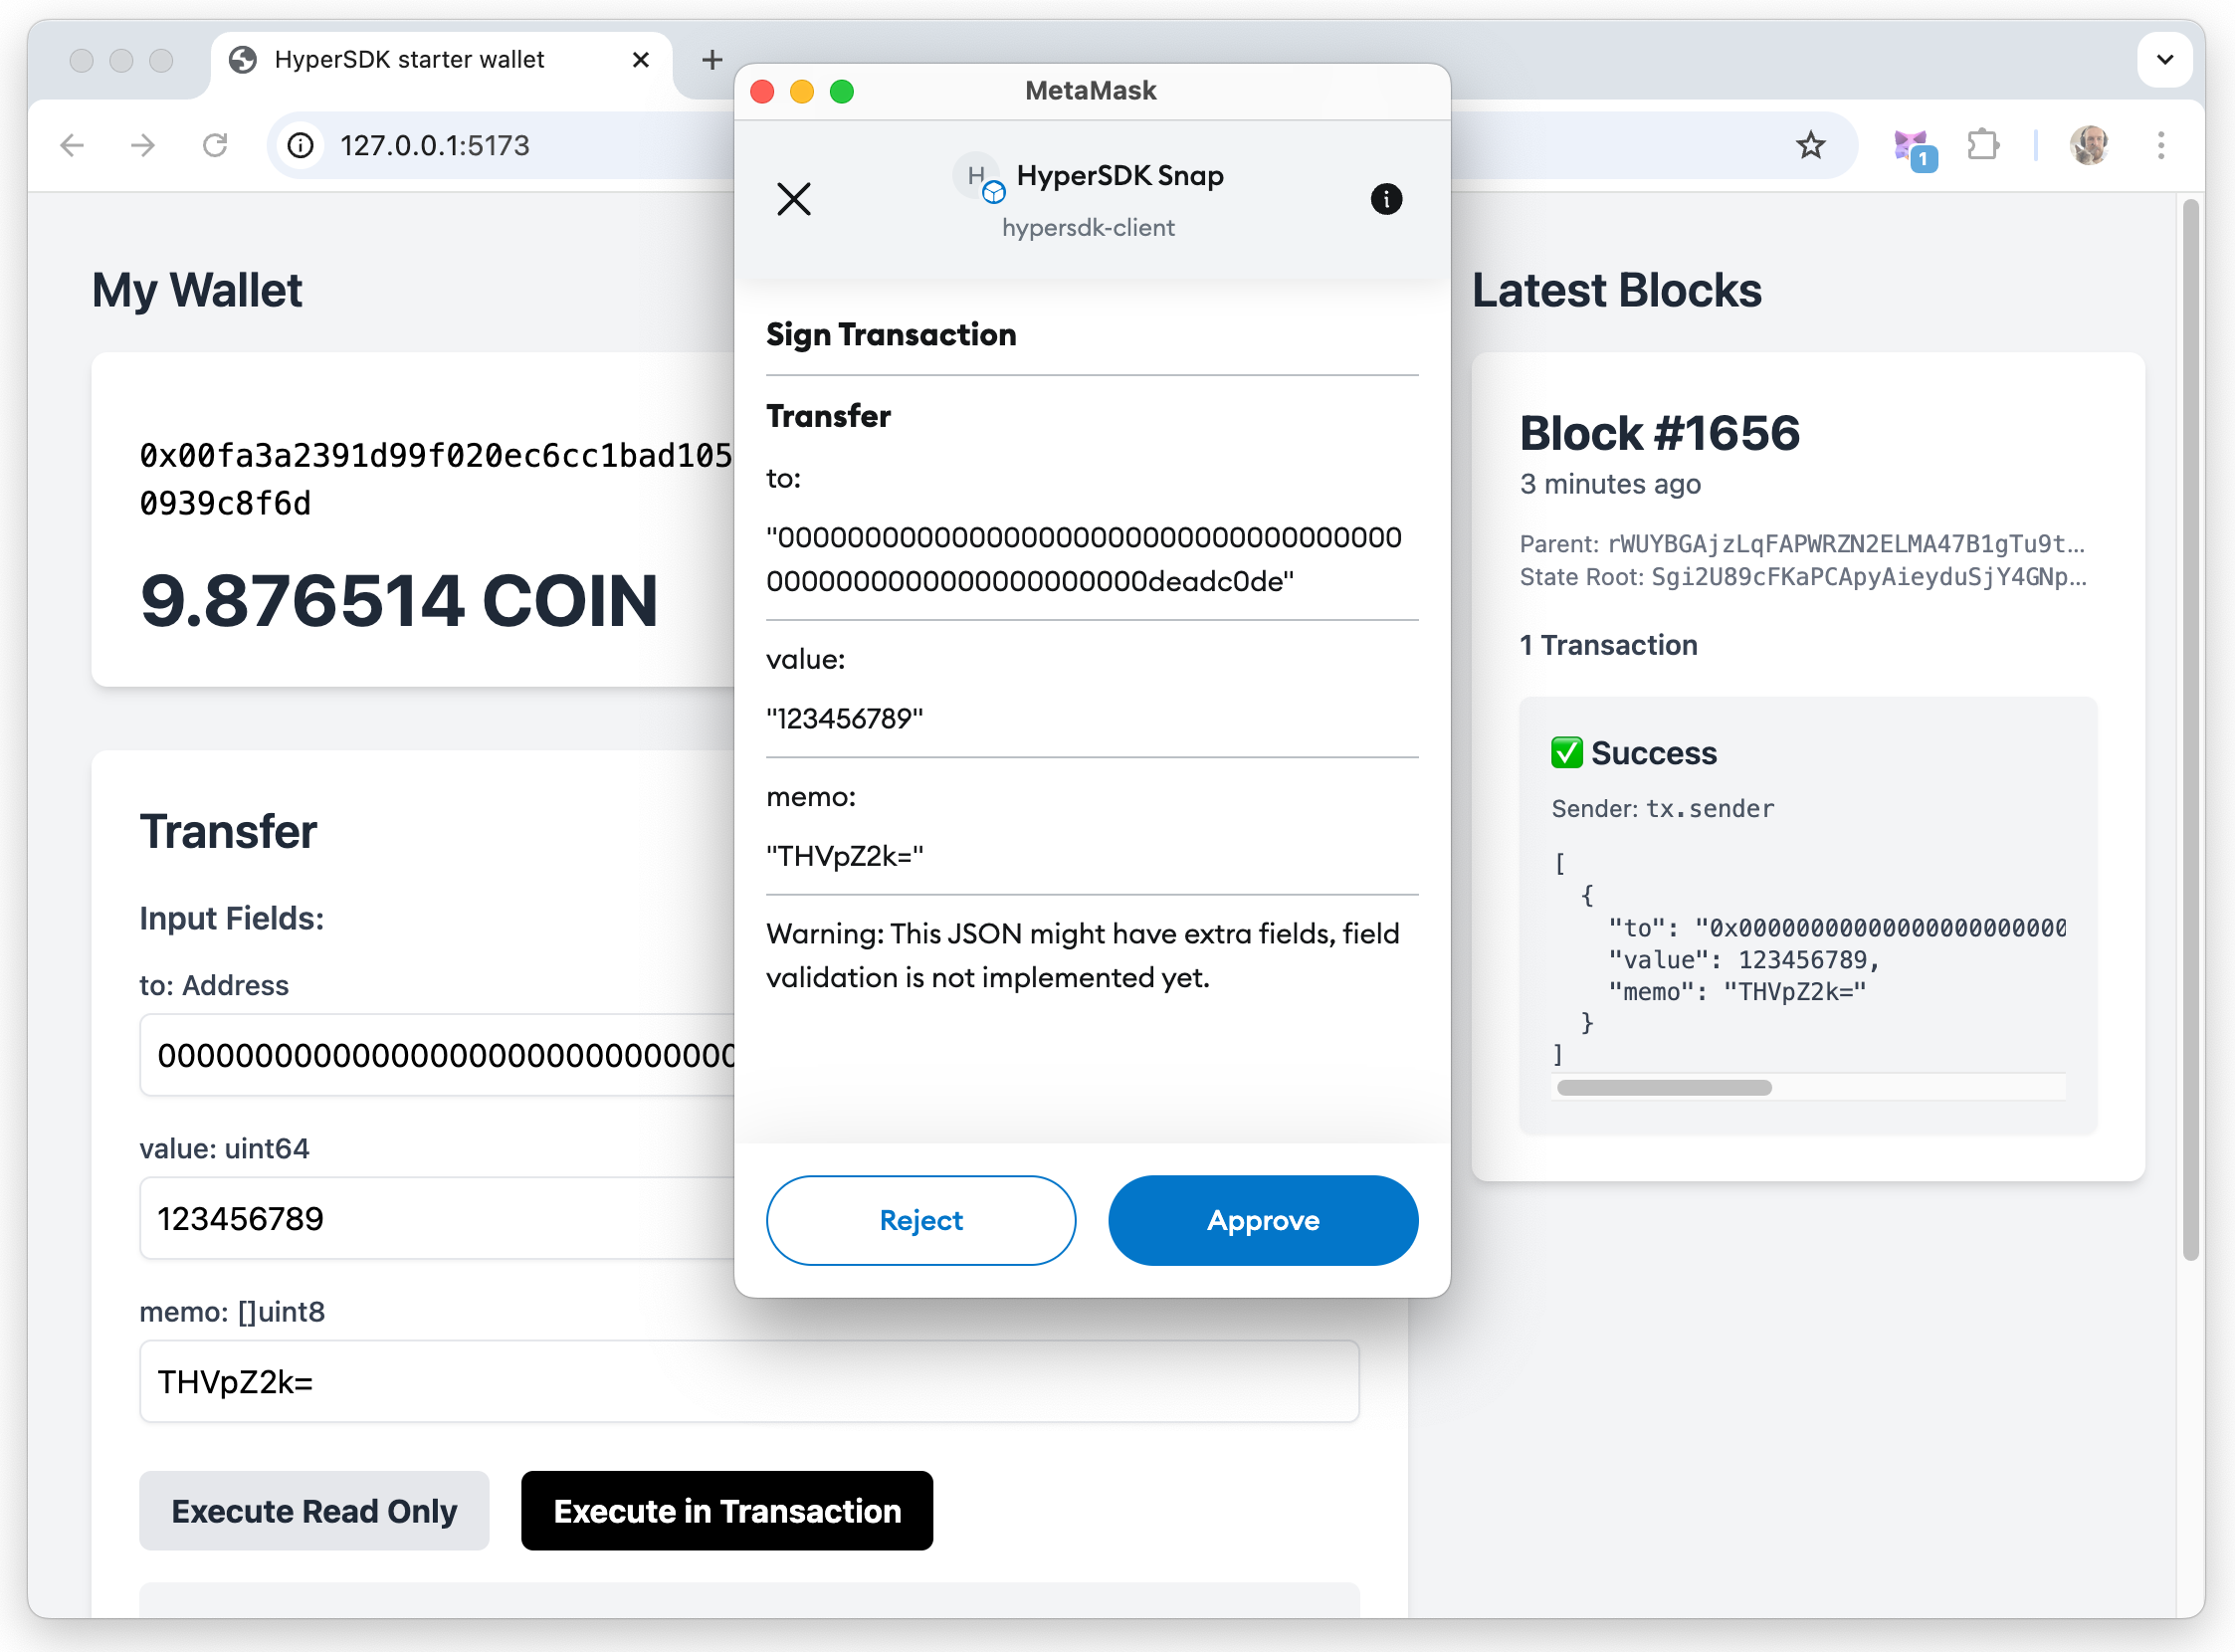 HyperSDK starter wallet
127.0.0.1:5173
1
My Wallet
0x00fa3a2391d99f020ec6cc1bad105
0939c8f6d
9.876514 COIN
Transfer
Input Fields:
to: Address
value: uint64
123456789
memo: []uint8
THVpZ2k=
Execute Read Only
Execute in Transaction
MetaMask
H
HyperSDK Snap
hypersdk-client
Sign Transaction
Transfer
to:
value:
"123456789"
memo:
"THVpZ2k="
Warning: This JSON might have extra fields, field
validation is not implemented yet.
Reject
Approve
Latest Blocks
Block #1656
3 minutes ago
Parent: rWUYBGAjzLqFAPWRZN2ELMA47B1gTu9t...
State Root: Sgi2U89cFKaPCApyAieyduSjY4GNp...
1 Transaction
✅ Success
Sender: tx.sender
[
{
"to": "0x00000000000000000000000
"value": 123456789,
"memo": "THVpZ2k="
}
]